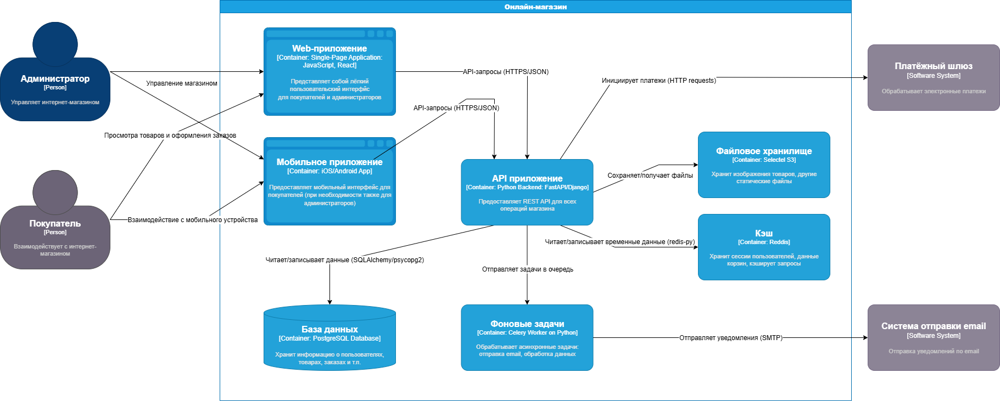 Онлайн-магазин
Администратор
[Person]
Управляет интернет-магазином
Покупатель
[Person]
Взаимодействует с интернет-
магазином
Управление магазином
Просмотра товаров и оформления заказов
Взаимодействие с мобильного устройства
Web-приложение
[Container: Single-Page Application:
JavaScript, React]
Представляет собой лёгкий
пользовательский интерфйс
для покупателей и администраторов
Мобильное приложение
[Container: iOS/Android App]
Предоставляет мобильный интерфейс для
покупателей (при необходимости также для
администраторов)
API-запросы (HTTPS/JSON)
API-запросы (HTTPS/JSON)
API приложение
[Container: Python Backend: FastAPI/Django]
Предоставляет REST API для всех
операций магазина
Инициирует платежи (HTTP requests)
Платёжный шлюз
[Software System]
Обрабатывает электронные платежи
Сохраняет/получает файлы
Файловое хранилище
[Container: Selectel S3]
Хранит изображения товаров, другие
статические файлы
Читает/записывает временные данные (redis-py)
Кэш
[Container: Reddis]
Хранит сессии пользователей, данные
корзин, кэширует запросы
Читает/записывает данные (SQLAlchemy/psycopg2)
Отправляет задачи в очередь
База данных
[Container: PostgreSQL Database]
Хранит информацию о пользователях,
товарах, заказах и т.п.
Фоновые задачи
[Container: Celery Worker on Python]
Обрабатывает асинхронные задачи:
отправка email, обработка данных
Отправляет уведомления (SMTP)
Система отправки email
[Software System]
Отправка уведомлений по email